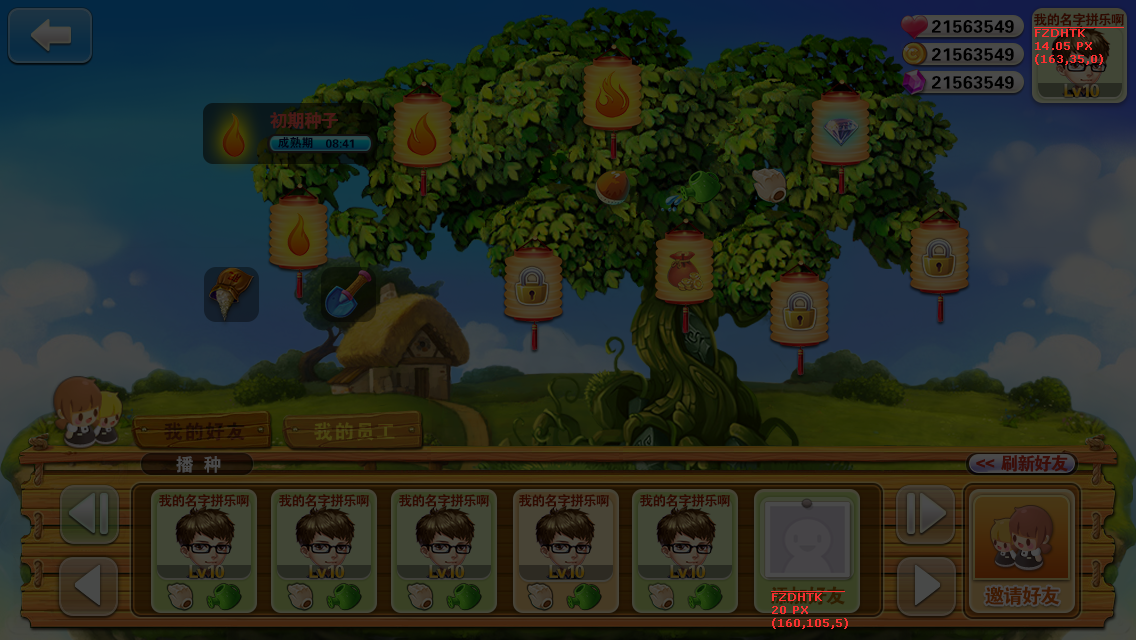 21563549
21563549
21563549
我的名字拼乐啊
FZDHTK
14.05 PX
(163,35,0)
Lv10
初期种子
成熟期 08:41
我的好友
我的员工
播 种
<< 刷新好友
我的名字拼乐啊
Lv10
我的名字拼乐啊
Lv10
我的名字拼乐啊
Lv10
我的名字拼乐啊
Lv10
我的名字拼乐啊
Lv10
友
FZDHTK
20 PX
(160,105,5)
邀请好友